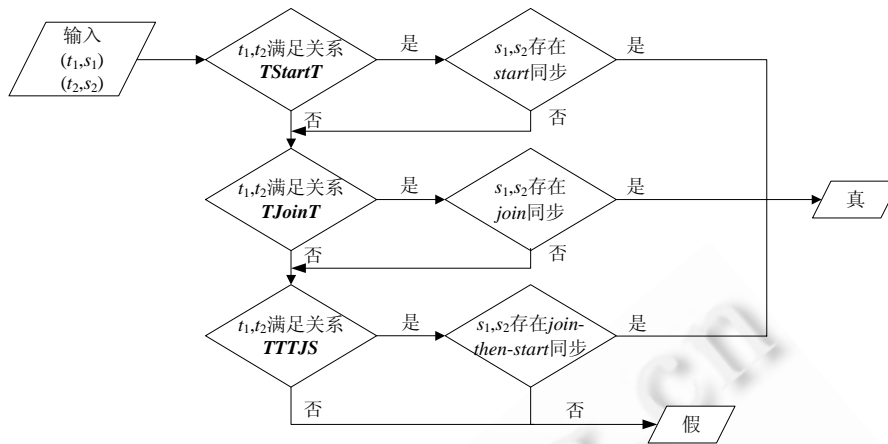 输入
(t1,s1)
(t2,s2)
t1,t2满足关系
TStartT
是
s1,s2存在
start同步
是
否
否
t1,t2满足关系
TJoinT
是
s1,s2存在
join同步
是
真
否
否
t1,t2满足关系
TTTJS
是
s1,s2存在join-
then-start同步
是
否
否
假